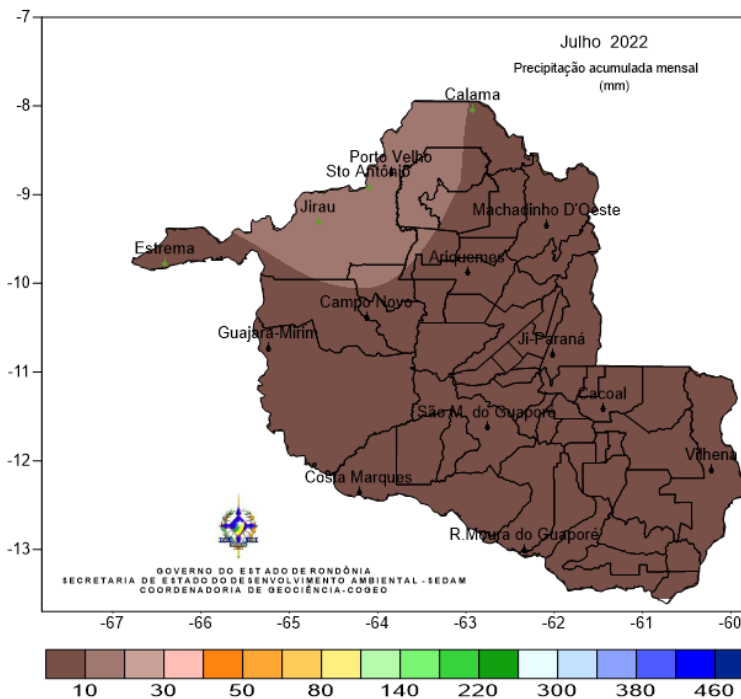 -7
Julho 2022
Precipitação acumulada mensal
(mm)
-8
Calama
Porto Velho
Sto Antônio
-9
Jirau
Machadinho D'Oeste
Estrema
Ariquemes
-10
Campo Novo
Guajará-Mirim
Ji-Paraná
-11
Cacoal
São M. do Guaporé
Vilhena
-12
Costa Marques
R.Moura do Guaporé
-13
GOVERNO DO ESTADO DE RONDÔNIA
SECRETARIA DE ESTADO DO DESENVOLVIMENTO AMBIENTAL - SEDAM
COORDENADORIA DE GEOCIÊNCIA-COGEO
-67 -66 -65 -64 -63 -62 -61 -60
10 30 50 80 140 220 300 380 460